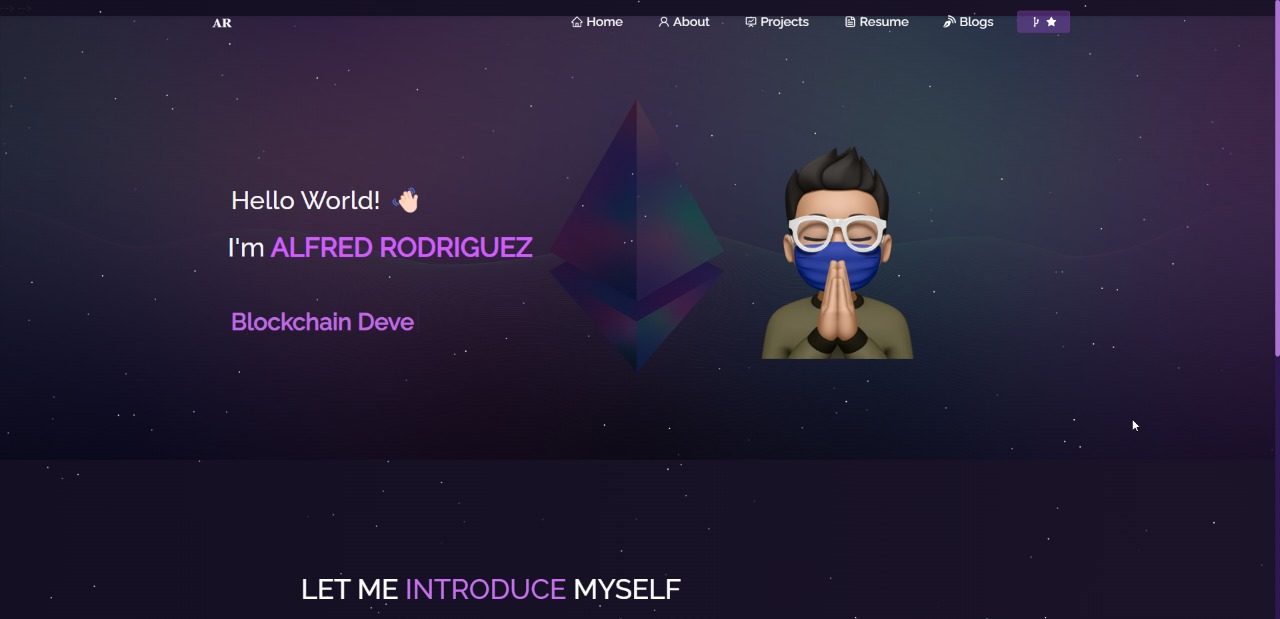 AR
Home About Projects Resume Blogs
Hello World!
I'm ALFRED RODRIGUEZ
Blockchain Deve
LET ME INTRODUCE MYSELF